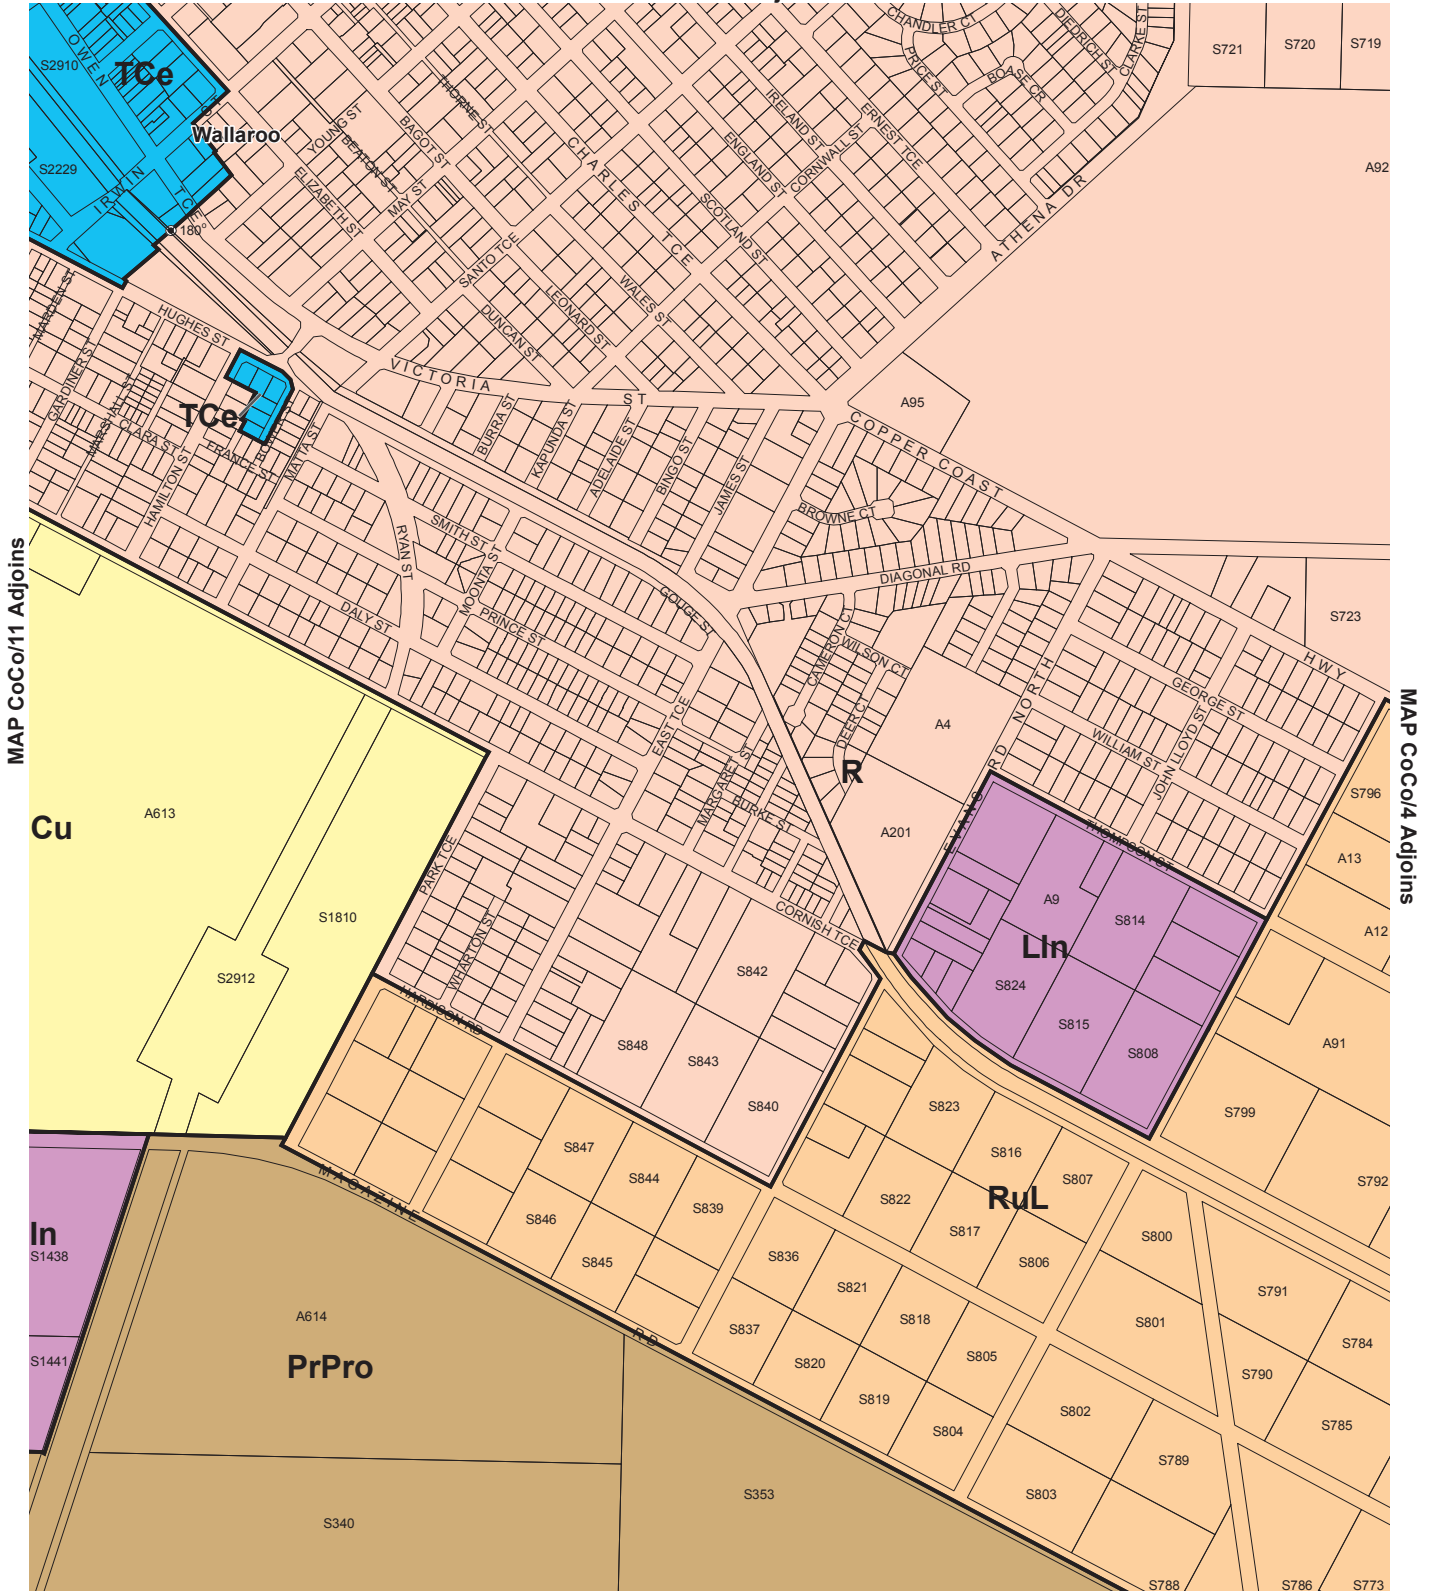 CHANDLER CT
DIEDRICH ST
CLARKE ST
S721
S720
S719
OWEN
S2910
TCe
PRICE ST
BOASE CR
THORNE ST
IRELAND ST
ERNEST TCE
Wallaroo
YOUNG ST
BAGOT ST
BEATON ST
CHARLES TCE
ENGLAND ST
CORNWALL ST
A92
S2229
IRWIN
TCE
ELIZABETH ST
MAY ST
SCOTLAND ST
ATHENA DR
180°
SANTO TCE
WALES ST
LEONARD ST
DUNCAN ST
MARDEN ST
HUGHES ST
GARDINER ST
VICTORIA ST
MARSHALL ST
TCe
A95
COPPER COAST
CLARA ST
FRANCE ST
MATTA ST
HAMILTON ST
BURRA ST
KAPUNDA ST
ADELAIDE ST
BINGO ST
JAMES ST
BROWNE CT
RYAN ST
SMITH ST
MOONTA ST
GOUGE ST
DIAGONAL RD
MAP CoCo/11 Adjoins
DALY ST
PRINCE ST
CAMERON CT
WILSON CT
S723
HWY
EAST TCE
DEER CT
A4
NORTH
GEORGE ST
WILLIAM ST
JOHN LLOYD ST
MAP CoCo/4 Adjoins
R
MARGARET ST
BURKE ST
EVANS RD
S796
A613
Cu
A201
THOMPSON ST
A13
PARK TCE
S1810
A9
S814
CORNISH TCE
A12
WHARTON ST
LIn
S2912
S842
S824
HARBISON RD
S815
S848
S843
S808
A91
S840
S823
S799
S847
S816
S844
S807
MAGAZINE RD
S822
RuL
S792
S846
S839
S817
In
S1438
S845
S836
S806
S800
S821
S791
A614
S837
S818
S801
S784
S1441
PrPro
S820
S805
S790
S819
S802
S785
S804
S789
S353
S803
S340
S788
S786
S773